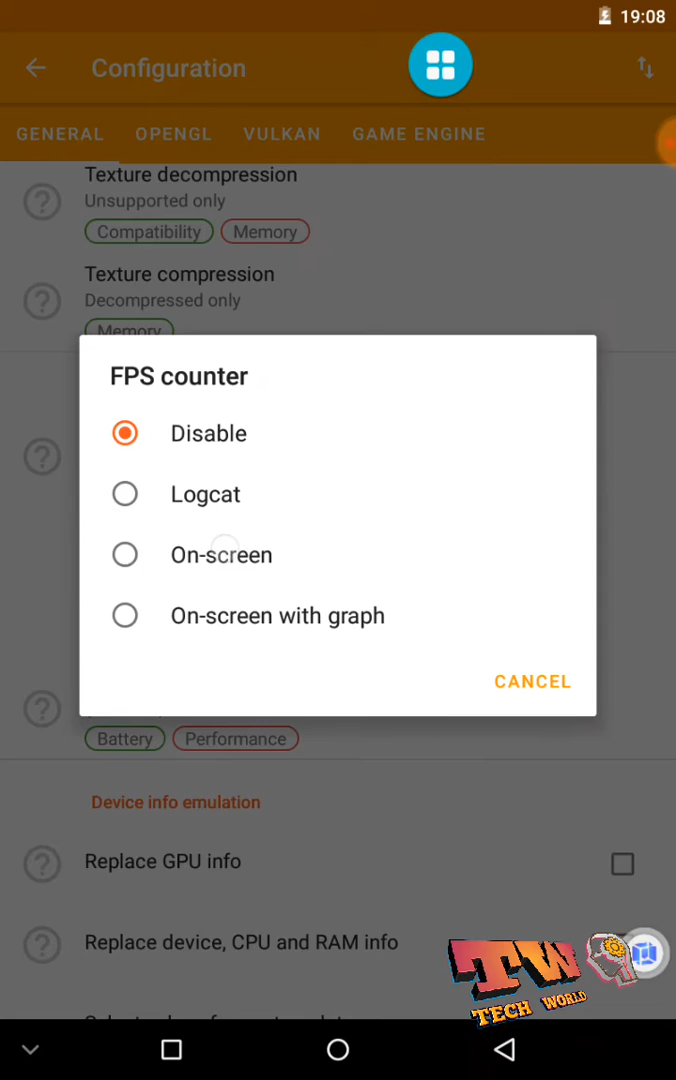 19:08
Configuration
GENERAL OPENGL VULKAN GAME ENGINE
Texture decompression
Unsupported only
Compatibility Memory
Texture compression
Decompressed only
Memory
FPS counter
Disable
Logcat
On-screen
On-screen with graph
CANCEL
Battery Performance
Device info emulation
Replace GPU info
Replace device, CPU and RAM info
TW
TECH WORLD